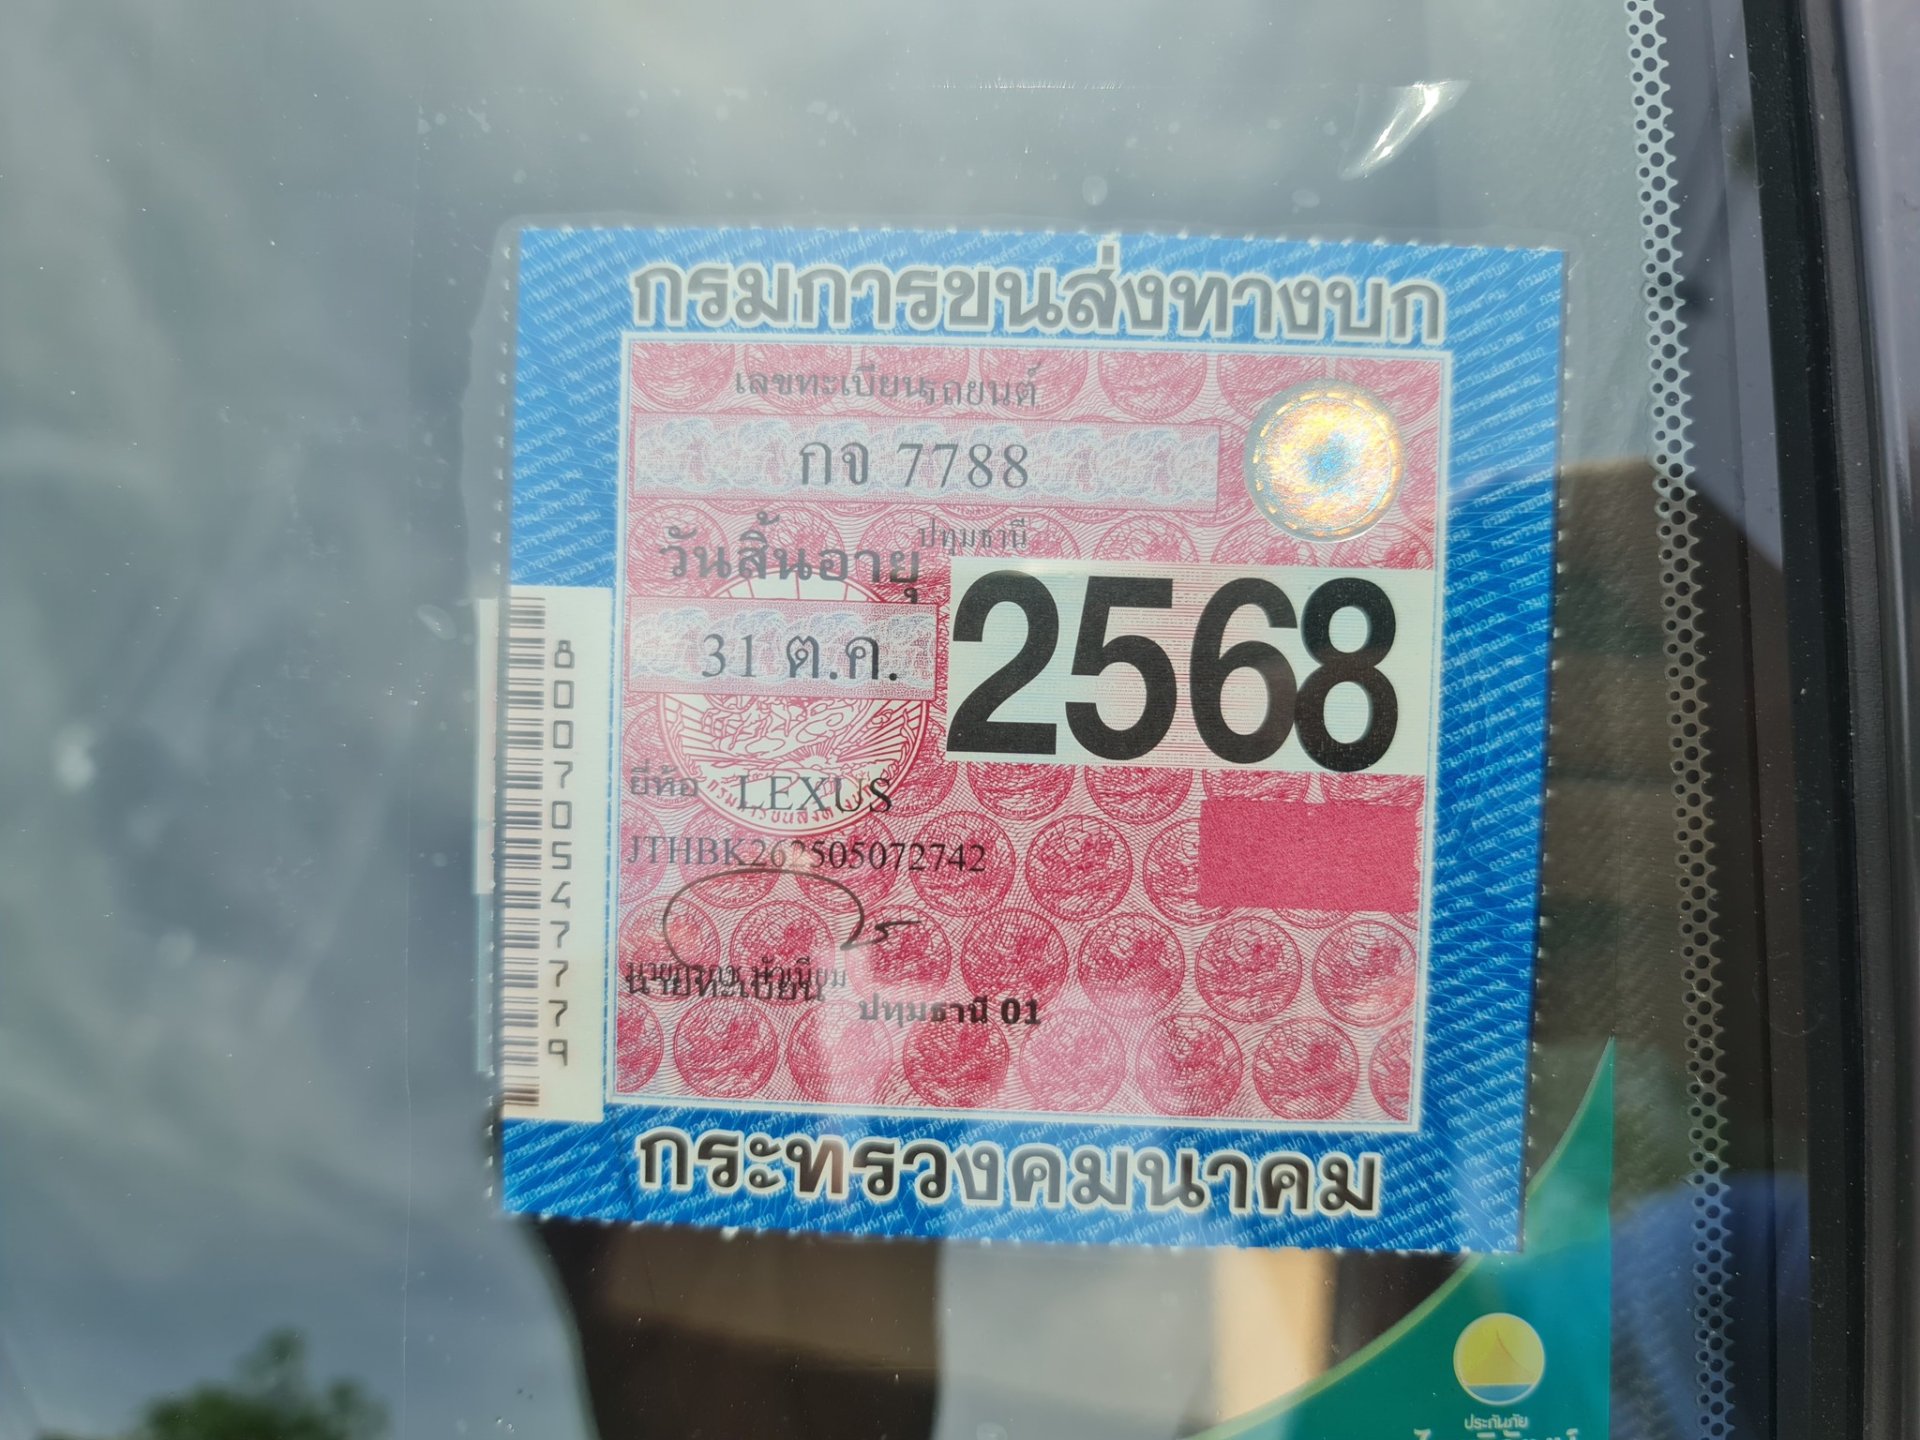 กรมการขนส่งทางบก
เลขทะเบียนรถยนต์
กจ 7788
ปทุมธานี
วันสิ้นอายุ
31 ต.ค. 2568
ยี่ห้อ LEXUS
JTHBK262505072742
นายทะเบียน
ปทุมธานี 01
8007054777779
กระทรวงคมนาคม
ประกันภัย